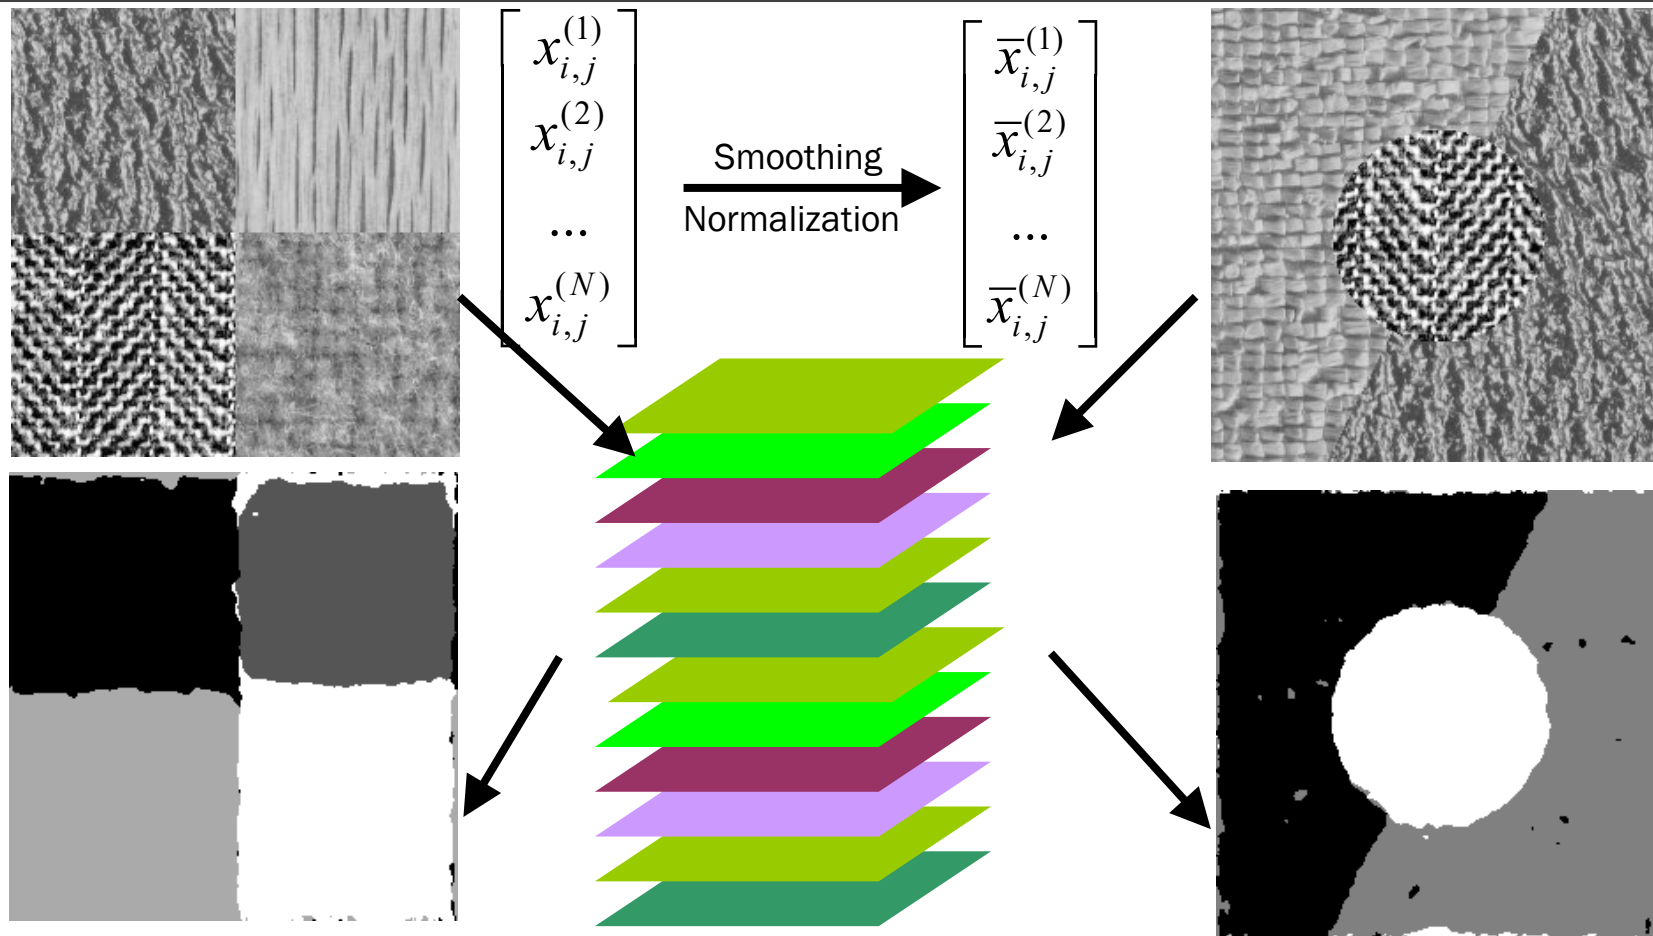 x_{i,j}^{(1)}
x_{i,j}^{(2)}
...
x_{i,j}^{(N)}
Smoothing
Normalization
x̅_{i,j}^{(1)}
x̅_{i,j}^{(2)}
...
x̅_{i,j}^{(N)}